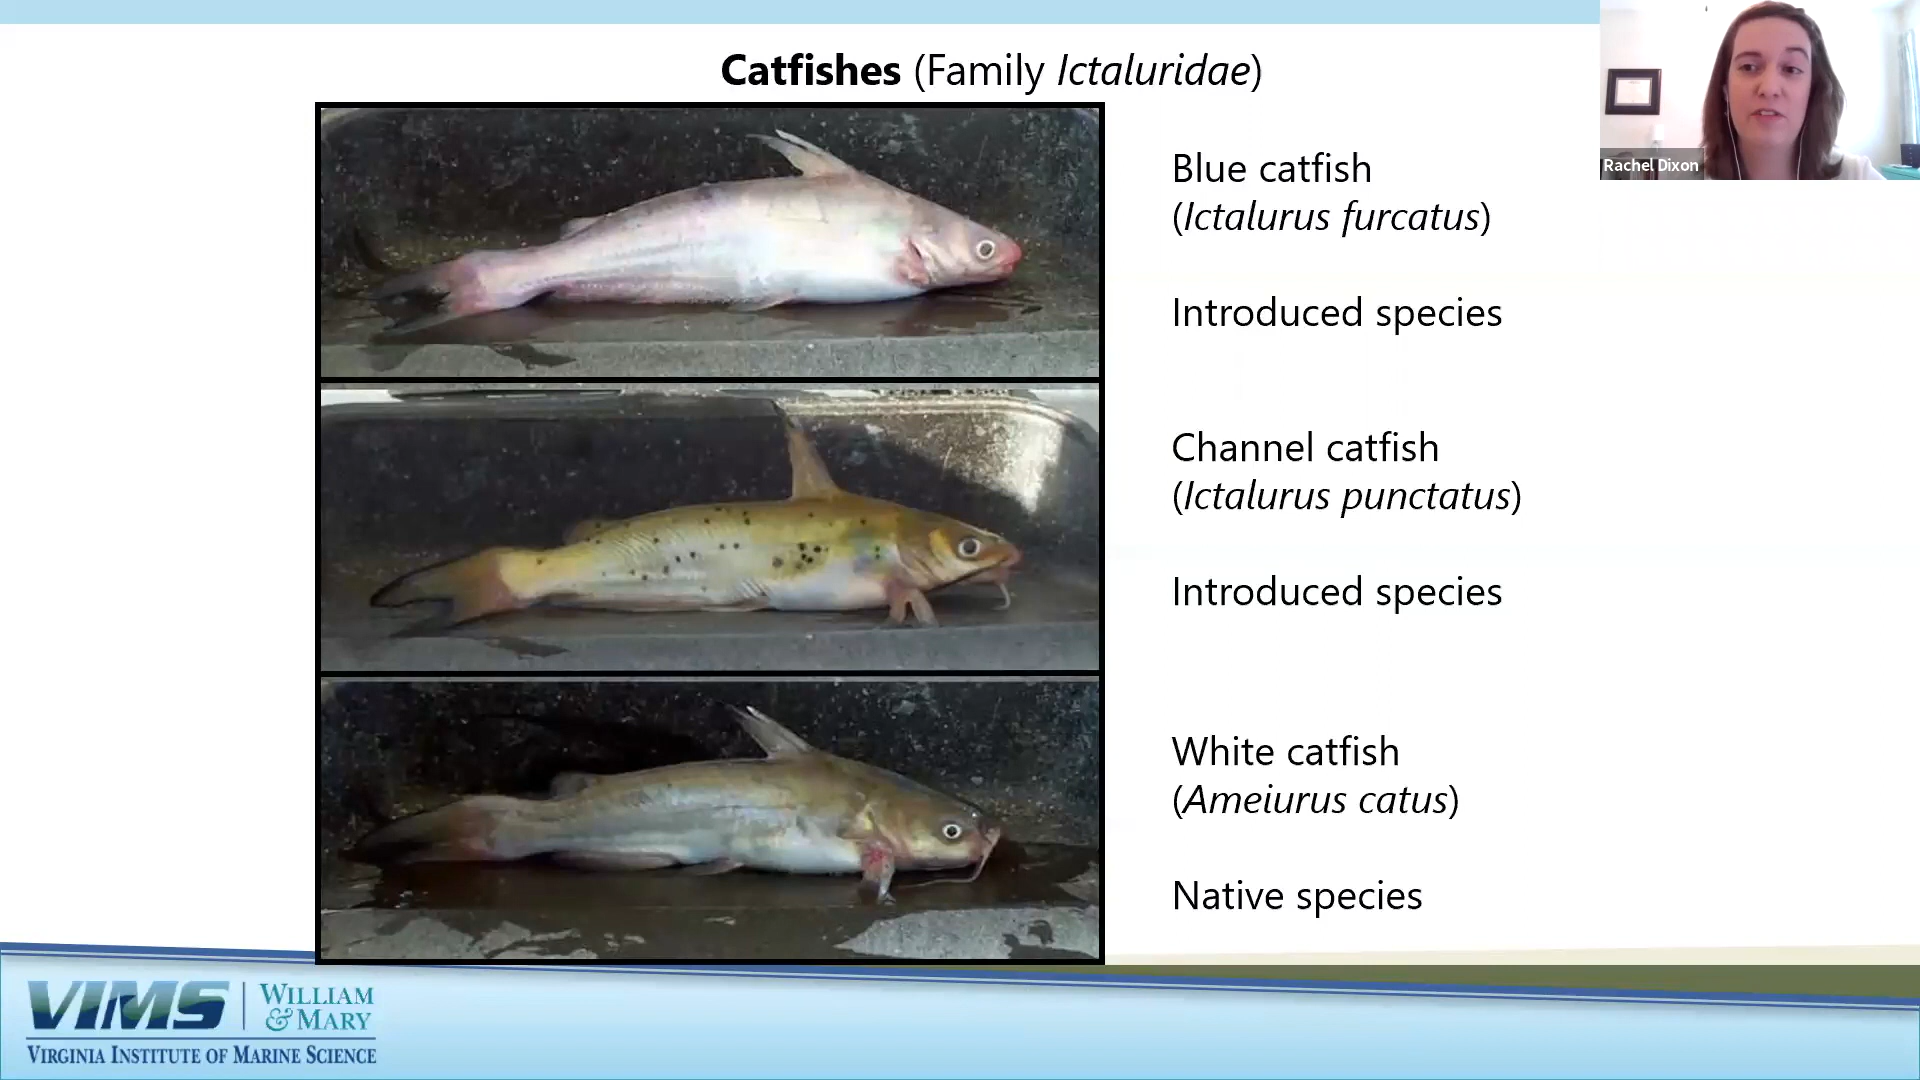 Catfishes (Family Ictaluridae)
Rachel Dixon
Blue catfish
(Ictalurus furcatus)
Introduced species
Channel catfish
(Ictalurus punctatus)
Introduced species
White catfish
(Ameiurus catus)
Native species
VIMS
WILLIAM
& MARY
VIRGINIA INSTITUTE OF MARINE SCIENCE